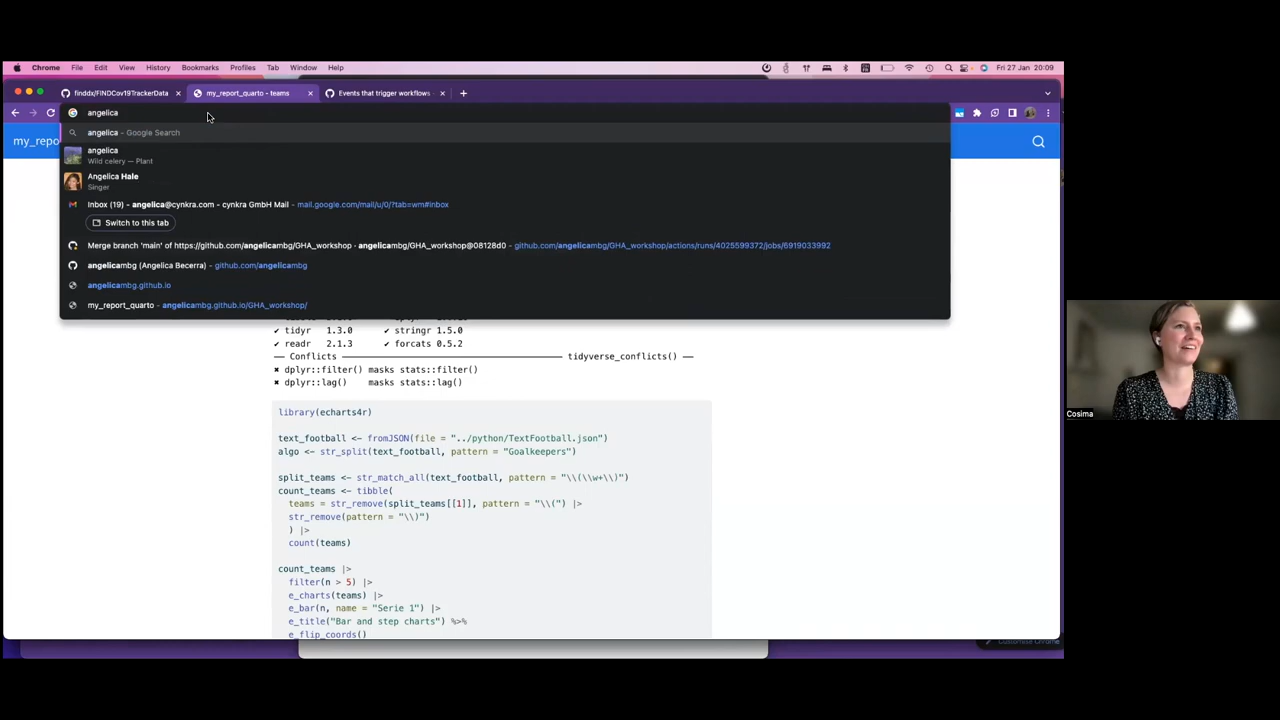 Chrome File Edit View History Bookmarks Profiles Tab Window Help Fri 27 Jan 20:09
finddx/FINDCov19TrackerData my_report_quarto - teams Events that trigger workflows
angelica
my_repo
angelica - Google Search
angelica
Wild celery — Plant
Angelica Hale
Singer
Inbox (19) - angelica@cynkra.com - cynkra GmbH Mail - mail.google.com/mail/u/0/?tab=wm#inbox
Switch to this tab
Merge branch 'main' of https://github.com/angelicambg/GHA_workshop · angelicambg/GHA_workshop@08128d0 - github.com/angelicambg/GHA_workshop/actions/runs/4025599372/jobs/6919033992
angelicambg (Angelica Becerra) - github.com/angelicambg
angelicambg.github.io
my_report_quarto - angelicambg.github.io/GHA_workshop/
✔ tidyr 1.3.0 ✔ stringr 1.5.0
✔ readr 2.1.3 ✔ forcats 0.5.2
── Conflicts ── tidyverse_conflicts() ──
✖ dplyr::filter() masks stats::filter()
✖ dplyr::lag() masks stats::lag()
library(echarts4r)
text_football <- fromJSON(file = "../python/TextFootball.json")
algo <- str_split(text_football, pattern = "Goalkeepers")
split_teams <- str_match_all(text_football, pattern = "\\(\\w+\\)")
count_teams <- tibble(
teams = str_remove(split_teams[[1]], pattern = "\\(") |>
str_remove(pattern = "\\)")
) |>
count(teams)
count_teams |>
filter(n > 5) |>
e_charts(teams) |>
e_bar(n, name = "Serie 1") |>
e_title("Bar and step charts") %>%
e_flip_coords()
Customise Chrome
Cosima